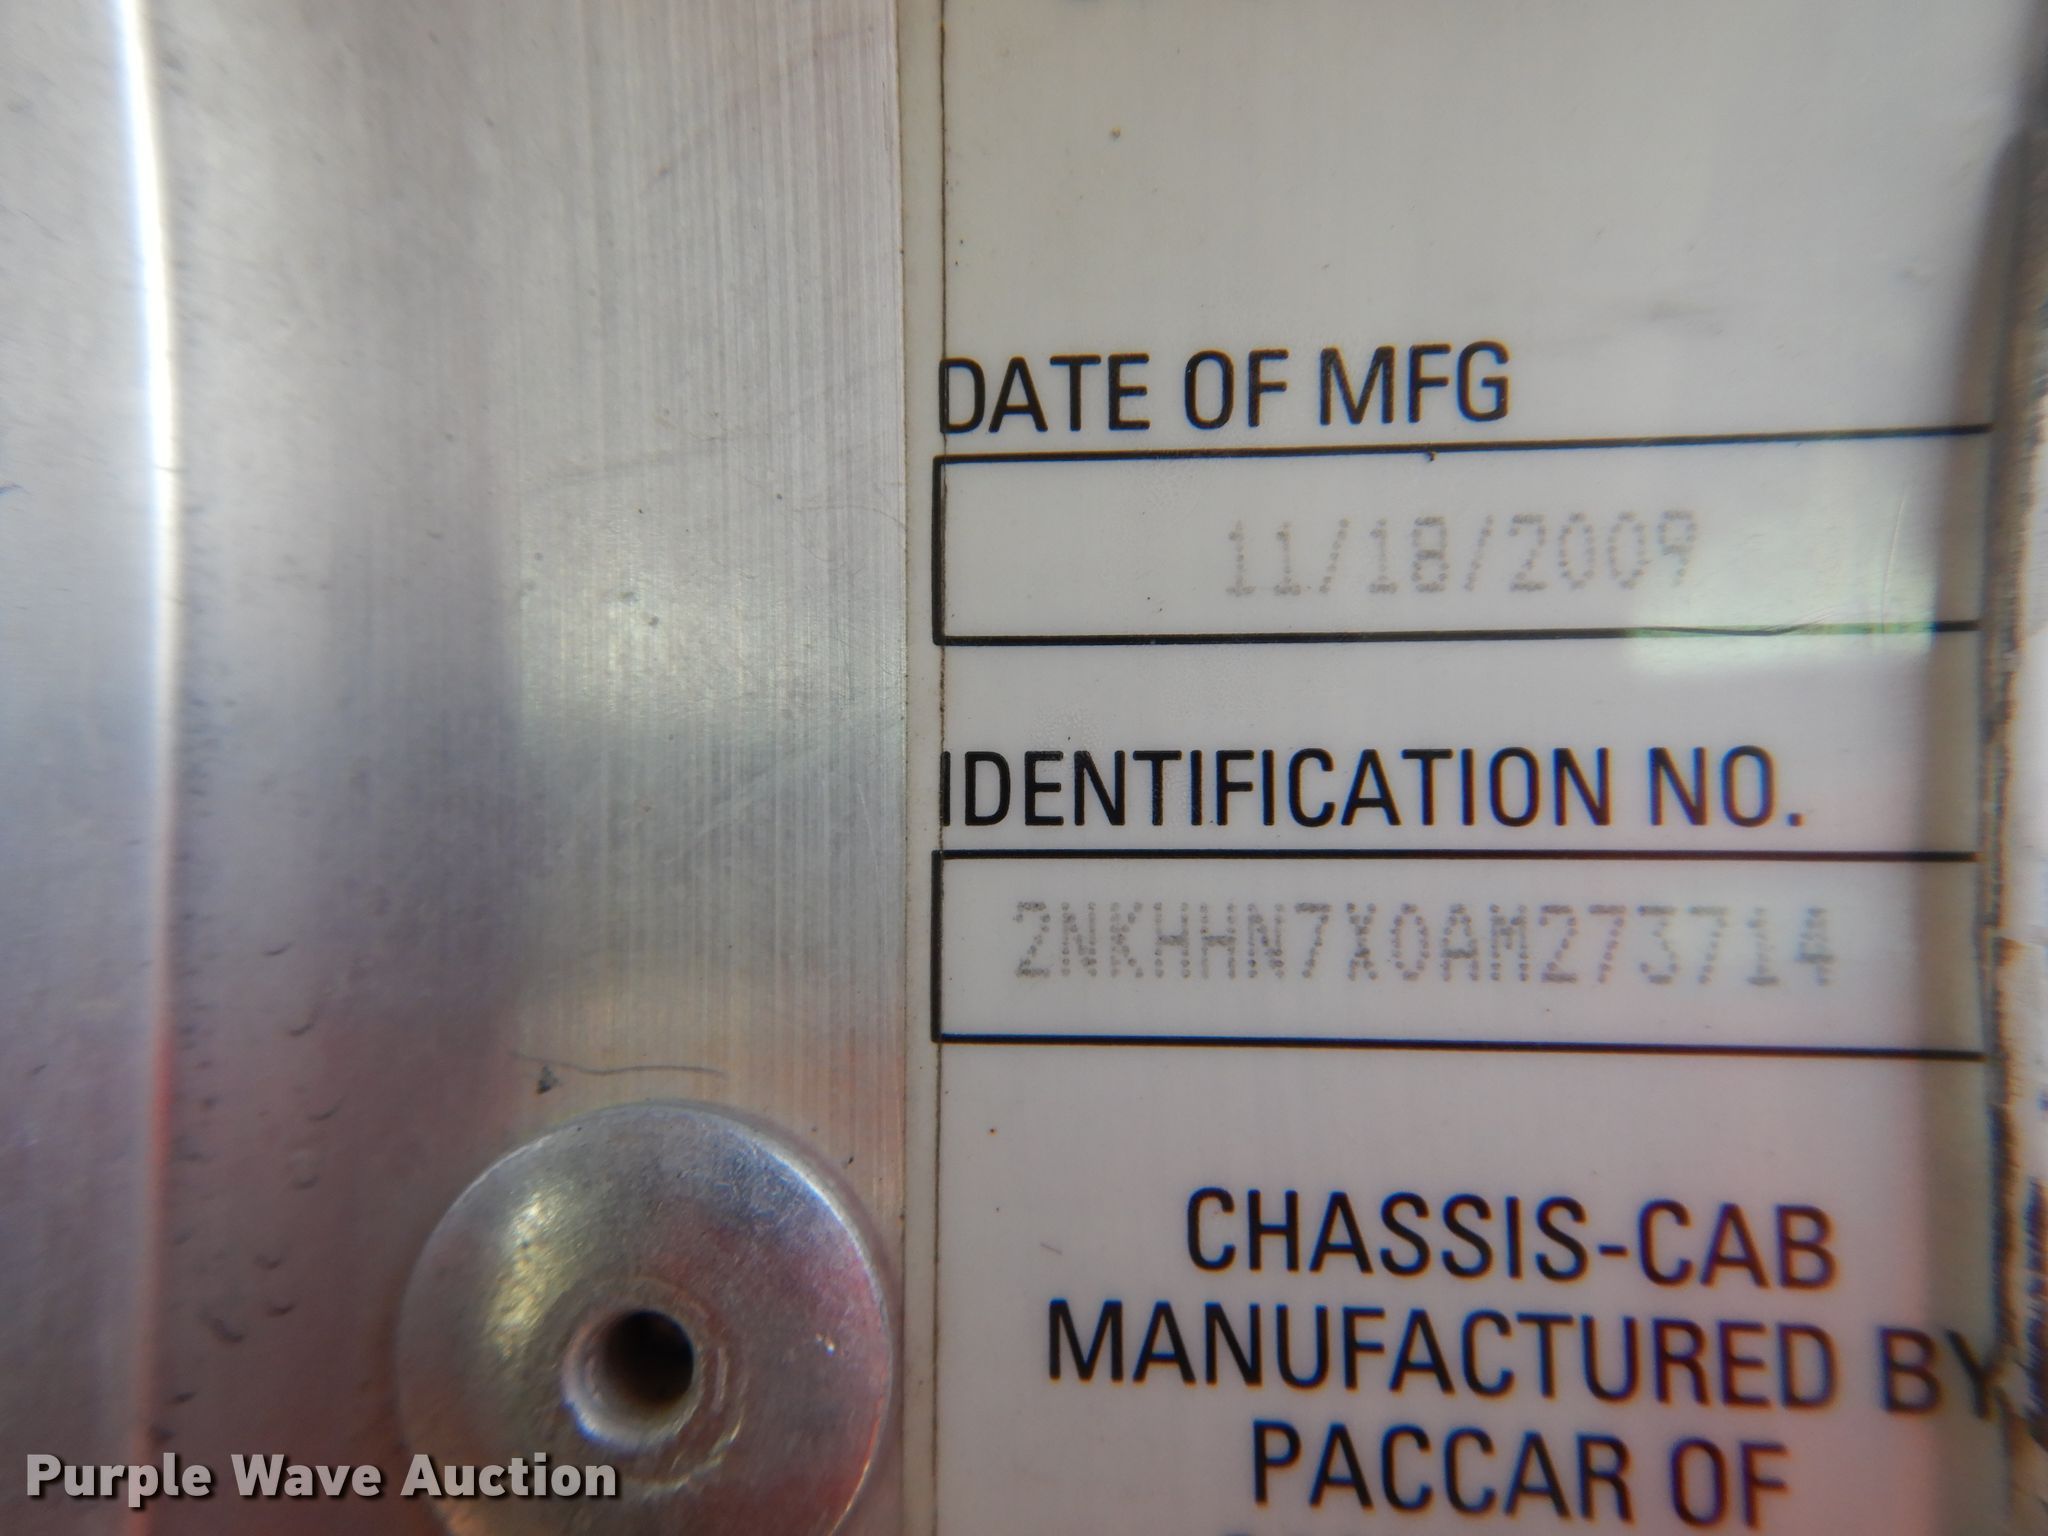 DATE OF MFG
11/18/2009
IDENTIFICATION NO.
2NKHHN7X0AM273714
CHASSIS-CAB
MANUFACTURED BY
PACCAR OF
Purple Wave Auction